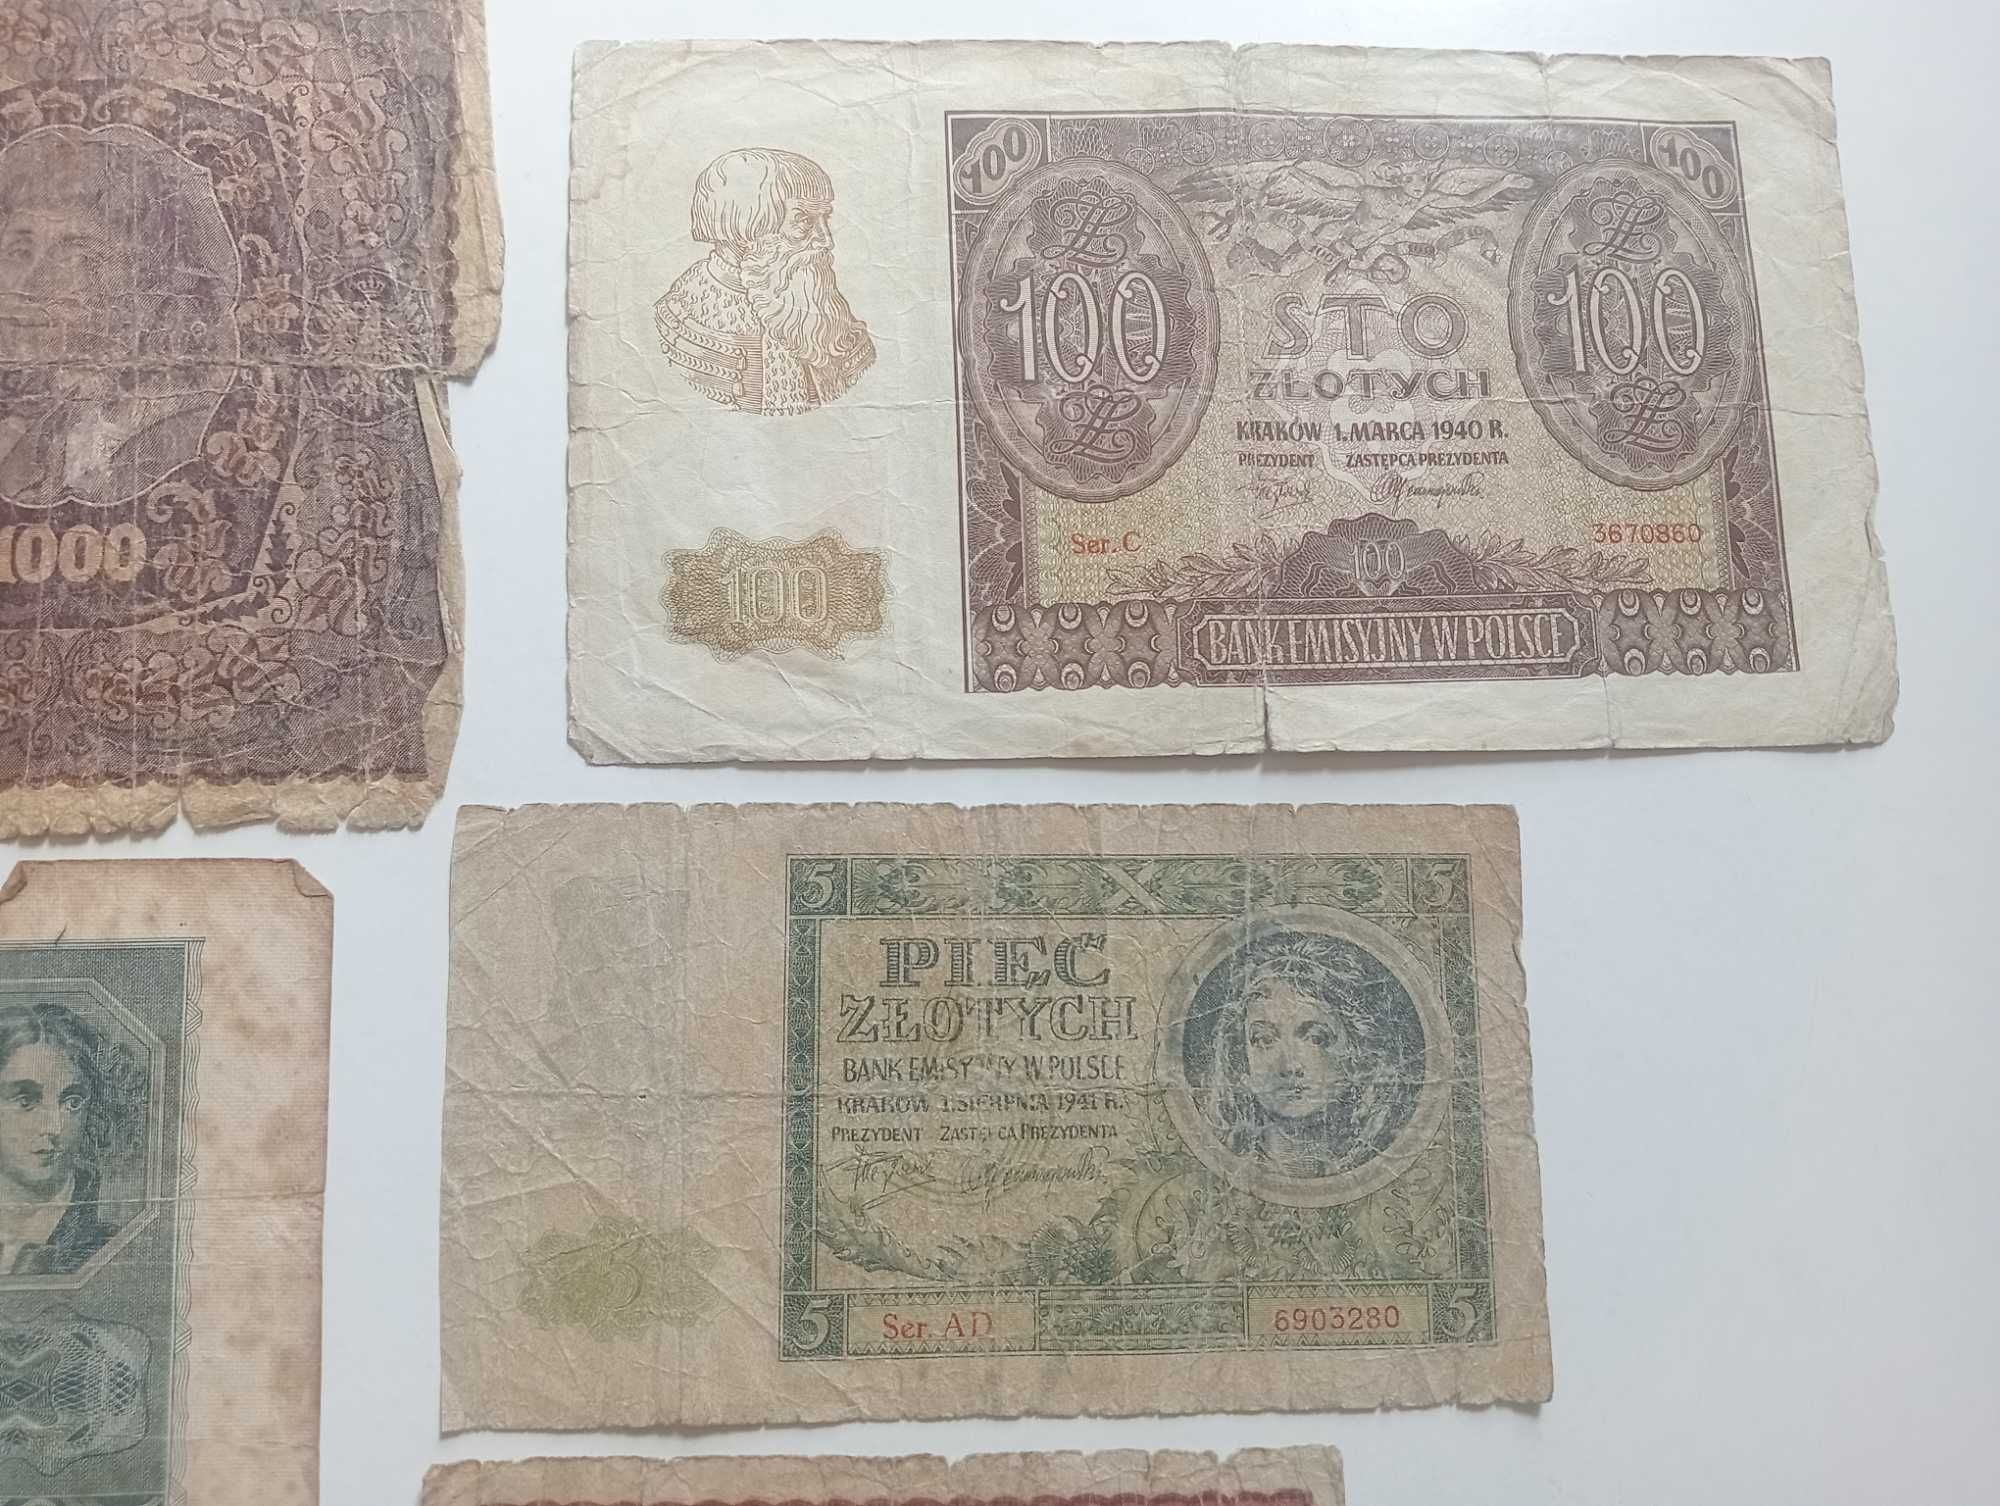 1000
100
100
100
100
STO
ZŁOTYCH
KRAKÓW 1. MARCA 1940 R.
PREZYDENT ZASTĘPCA PREZYDENTA
Ser. C
3670860
100
100
BANK EMISYJNY W POLSCE
5
5
PIĘĆ
ZŁOTYCH
BANK EMISYJNY W POLSCE
KRAKÓW 1. SIERPNIA 1941 R.
PREZYDENT ZASTĘPCA PREZYDENTA
5
5
Ser. AD
6903280
5